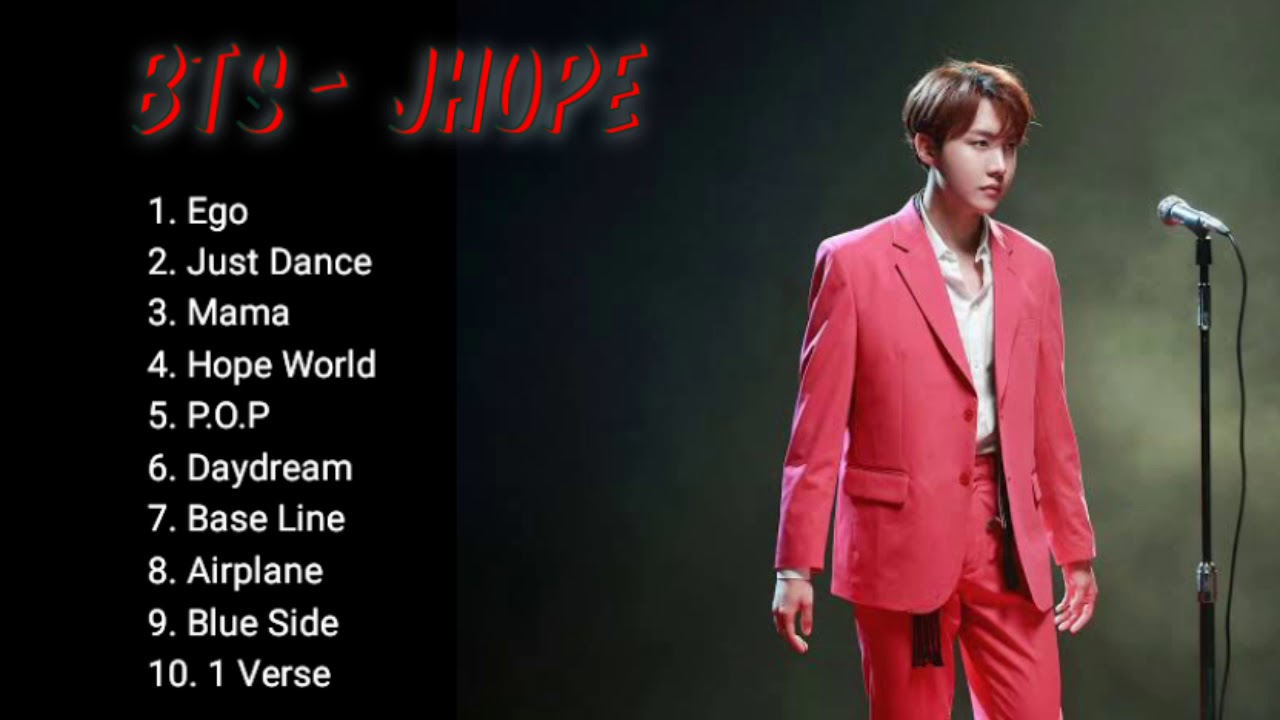 BTS - JHOPE
1. Ego
2. Just Dance
3. Mama
4. Hope World
5. P.O.P
6. Daydream
7. Base Line
8. Airplane
9. Blue Side
10. 1 Verse